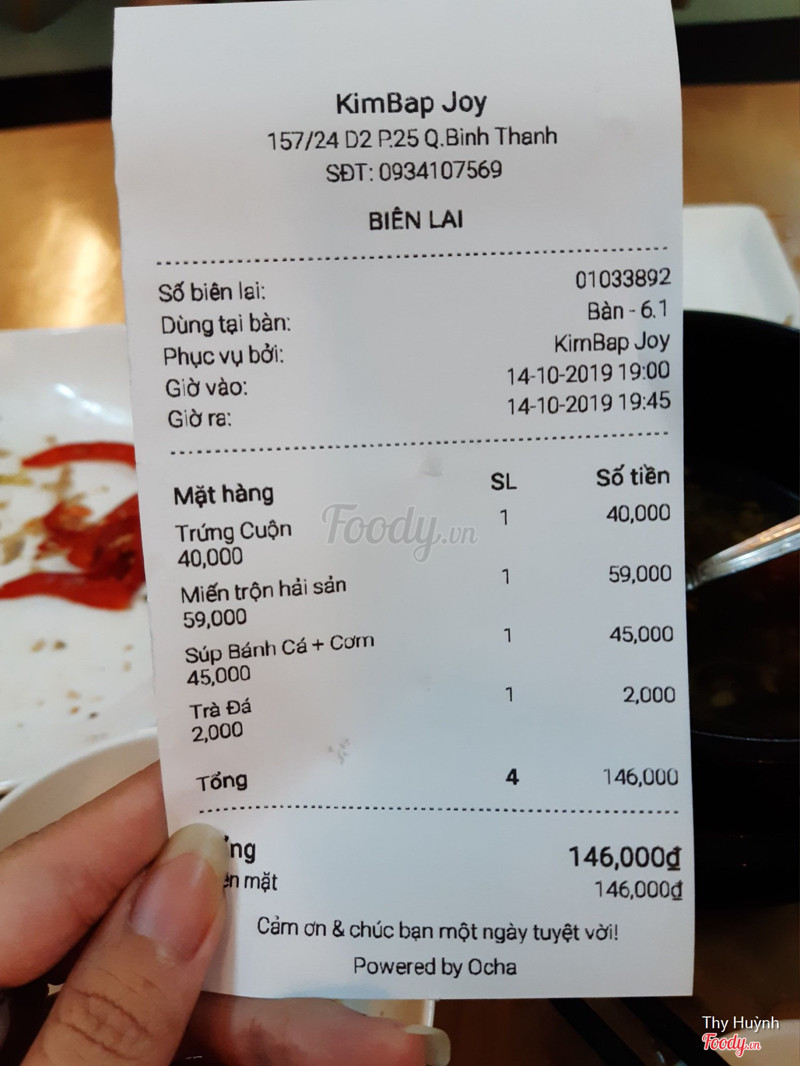 KimBap Joy
157/24 D2 P.25 Q.Bình Thanh
SĐT: 0934107569
BIÊN LAI
Số biên lai: 01033892
Dùng tại bàn: Bàn - 6.1
Phục vụ bởi: KimBap Joy
Giờ vào: 14-10-2019 19:00
Giờ ra: 14-10-2019 19:45
Mặt hàng SL Số tiền
Trứng Cuộn 1 40,000
40,000
Miến trộn hải sản 1 59,000
59,000
Súp Bánh Cá + Cơm 1 45,000
45,000
Trà Đá 1 2,000
2,000
Tổng 4 146,000
146,000₫
mặt 146,000₫
Cảm ơn & chúc bạn một ngày tuyệt vời!
Powered by Ocha
Foody.vn
Thy Huỳnh
Foody.vn